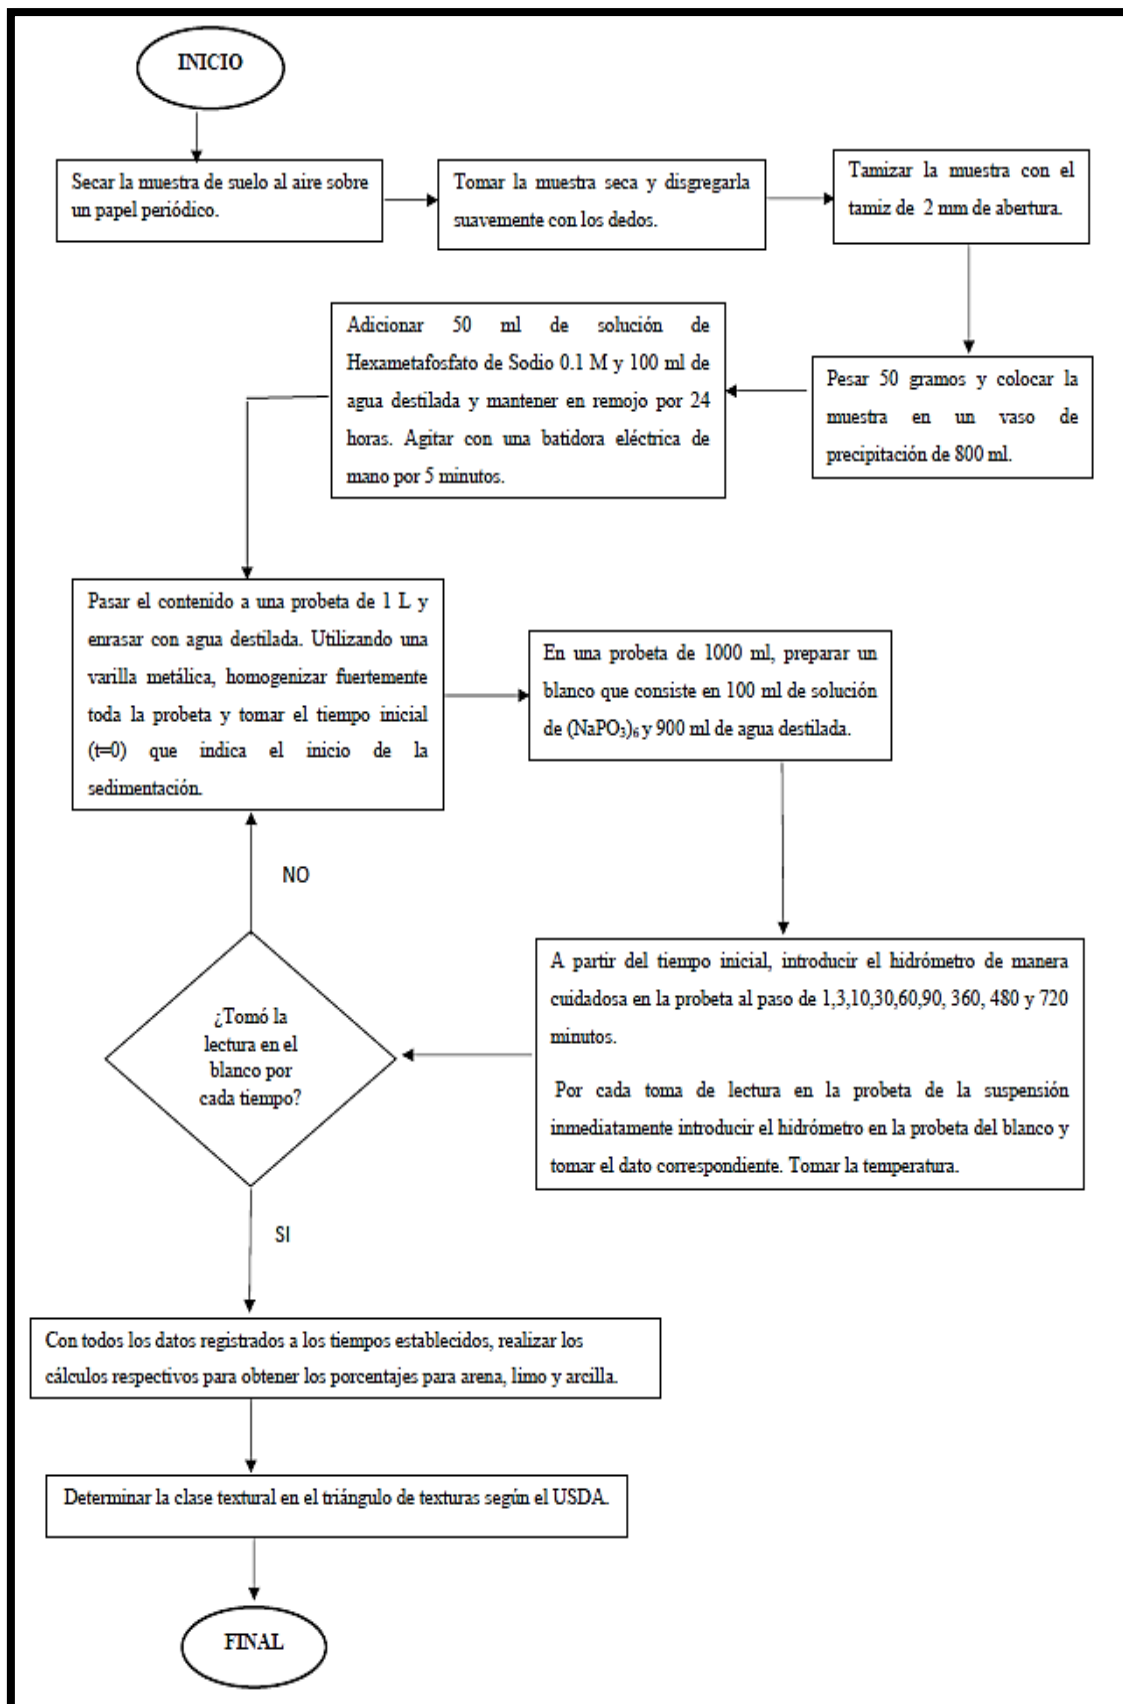 INICIO
Secar la muestra de suelo al aire sobre
un papel periódico.
Tomar la muestra seca y disgregarla
suavemente con los dedos.
Tamizar la muestra con el
tamiz de 2 mm de abertura.
Pesar 50 gramos y colocar la
muestra en un vaso de
precipitación de 800 ml.
Adicionar 50 ml de solución de
Hexametafosfato de Sodio 0.1 M y 100 ml de
agua destilada y mantener en remojo por 24
horas. Agitar con una batidora eléctrica de
mano por 5 minutos.
Pasar el contenido a una probeta de 1 L y
enrasar con agua destilada. Utilizando una
varilla metálica, homogenizar fuertemente
toda la probeta y tomar el tiempo inicial
(t=0) que indica el inicio de la
sedimentación.
En una probeta de 1000 ml, preparar un
blanco que consiste en 100 ml de solución
de (NaPO₃)₆ y 900 ml de agua destilada.
A partir del tiempo inicial, introducir el hidrómetro de manera
cuidadosa en la probeta al paso de 1,3,10,30,60,90, 360, 480 y 720
minutos.
Por cada toma de lectura en la probeta de la suspensión
inmediatamente introducir el hidrómetro en la probeta del blanco y
tomar el dato correspondiente. Tomar la temperatura.
¿Tomó la
lectura en el
blanco por
cada tiempo?
NO
SI
Con todos los datos registrados a los tiempos establecidos, realizar los
cálculos respectivos para obtener los porcentajes para arena, limo y arcilla.
Determinar la clase textural en el triángulo de texturas según el USDA.
FINAL